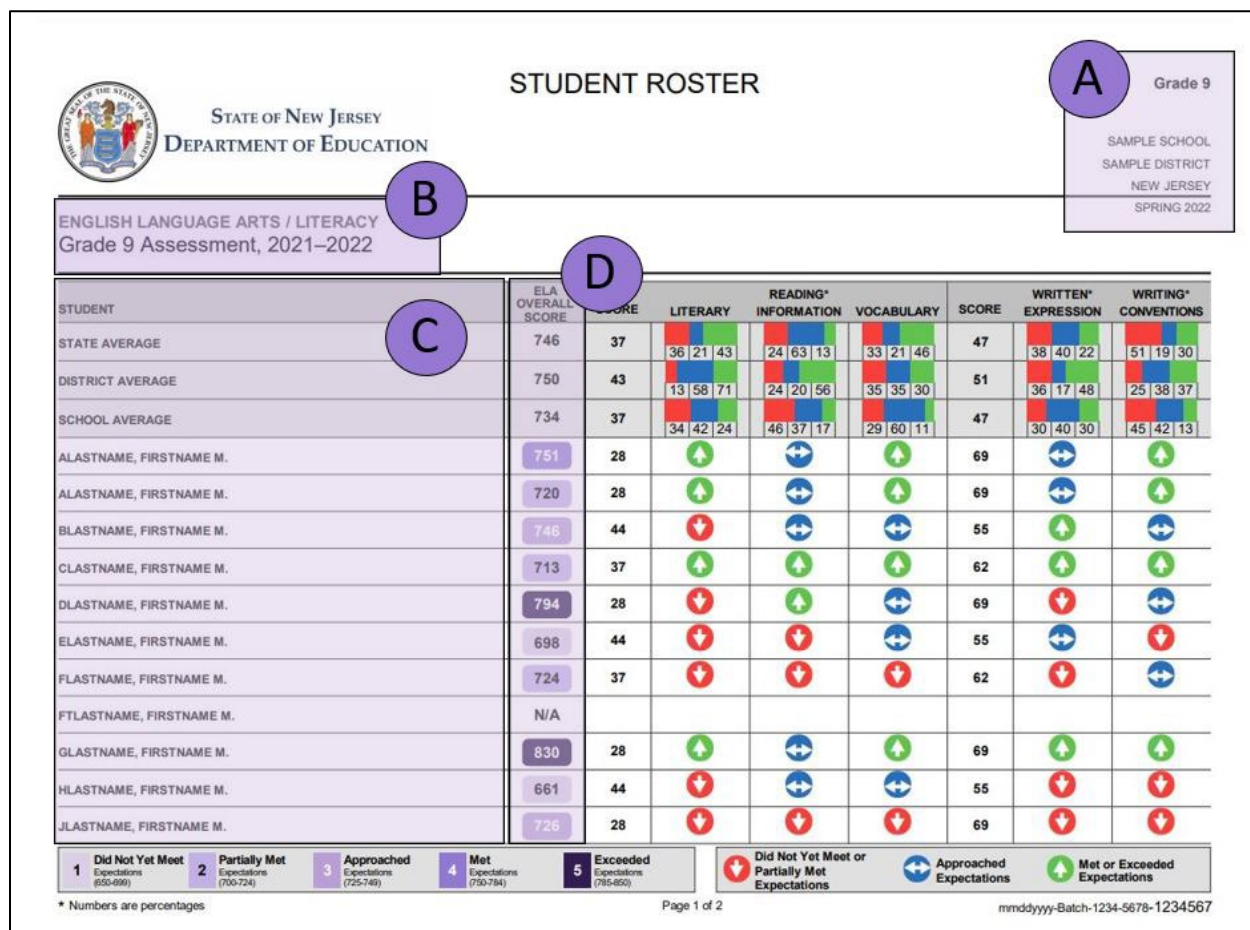 STUDENT ROSTER
A
Grade 9
STATE OF NEW JERSEY
DEPARTMENT OF EDUCATION
SAMPLE SCHOOL
SAMPLE DISTRICT
NEW JERSEY
SPRING 2022
B
ENGLISH LANGUAGE ARTS / LITERACY
Grade 9 Assessment, 2021–2022
C
D
STUDENT ELA OVERALL SCORE LITERARY READING* INFORMATION VOCABULARY SCORE WRITTEN* EXPRESSION WRITING* CONVENTIONS
STATE AVERAGE 746 37 36 21 43 24 63 13 33 21 46 47 38 40 22 51 19 30
DISTRICT AVERAGE 750 43 13 58 71 24 20 56 35 35 30 51 36 17 48 25 38 37
SCHOOL AVERAGE 734 37 34 42 24 46 37 17 29 60 11 47 30 40 30 45 42 13
ALASTNAME, FIRSTNAME M. 751 28 69
ALASTNAME, FIRSTNAME M. 720 28 69
BLASTNAME, FIRSTNAME M. 746 44 55
CLASTNAME, FIRSTNAME M. 713 37 62
DLASTNAME, FIRSTNAME M. 794 28 69
ELASTNAME, FIRSTNAME M. 698 44 55
FLASTNAME, FIRSTNAME M. 724 37 62
FTLASTNAME, FIRSTNAME M. N/A
GLASTNAME, FIRSTNAME M. 830 28 69
HLASTNAME, FIRSTNAME M. 661 44 55
JLASTNAME, FIRSTNAME M. 726 28 69
1 Did Not Yet Meet Expectations (650-699)
2 Partially Met Expectations (700-724)
3 Approached Expectations (725-749)
4 Met Expectations (750-784)
5 Exceeded Expectations (785-850)
Did Not Yet Meet or Partially Met Expectations
Approached Expectations
Met or Exceeded Expectations
* Numbers are percentages
Page 1 of 2
mmddyyyy-Batch-1234-5678-1234567